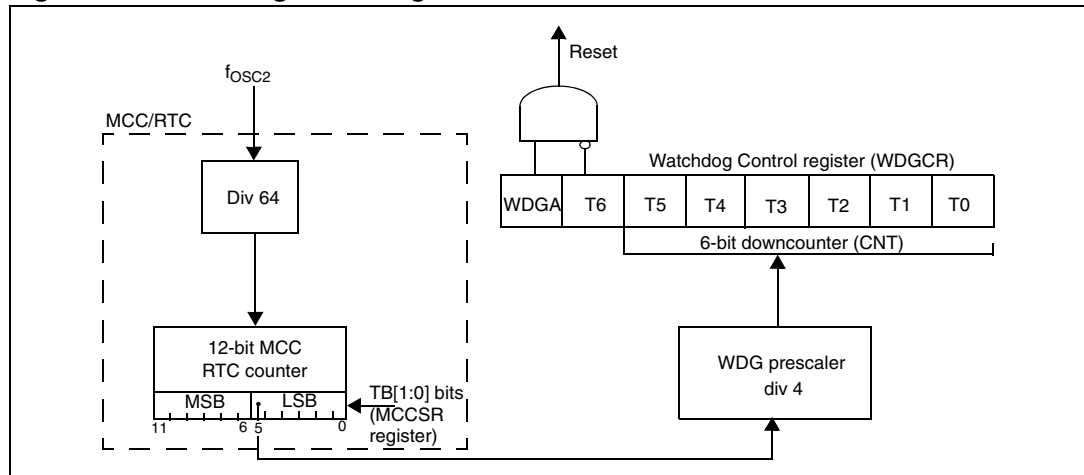 Reset
fOSC2
MCC/RTC
Div 64
12-bit MCC
RTC counter
MSB
LSB
11
6
5
0
TB[1:0] bits
(MCCSR
register)
Watchdog Control register (WDGCR)
WDGA
T6
T5
T4
T3
T2
T1
T0
6-bit downcounter (CNT)
WDG prescaler
div 4